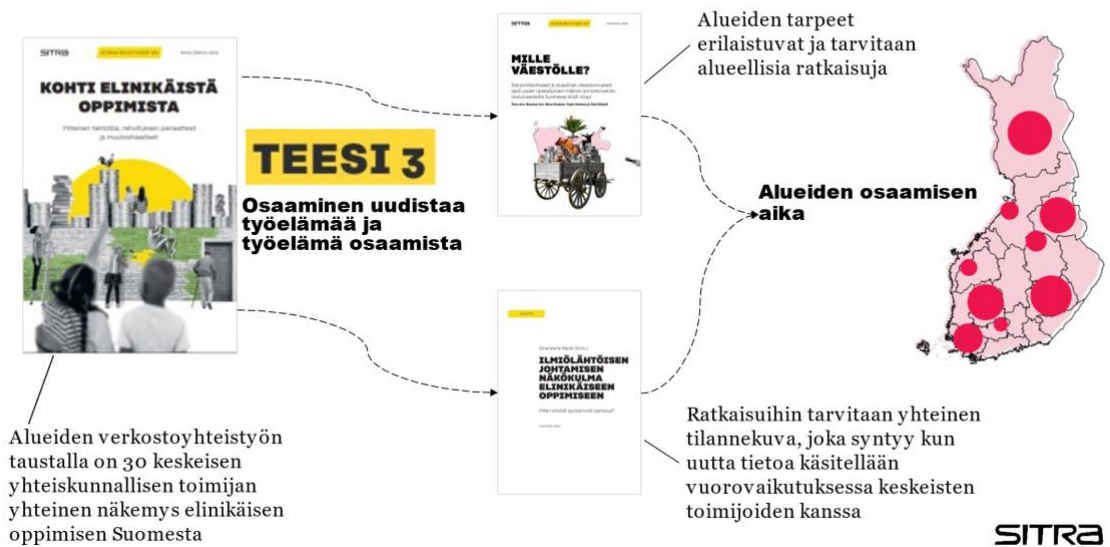 SITRA
KOHTI ELINIKÄISTÄ
OPPIMISTA
Yhteinen tahtotila, rahoituksen periaatteet
ja muutoshaasteet
TEESI 3
Osaaminen uudistaa
työelämää ja
työelämä osaamista
SITRA
MILLE
VÄESTÖLLE?
Alueiden tarpeet
erilaistuvat ja tarvitaan
alueellisia ratkaisuja
Alueiden osaamisen
aika
ILMIÖLÄHTÖISEN
JOHTAMISEN
NÄKÖKULMA
ELINIKÄISEEN
OPPIMISEEN
Alueiden verkostoyhteistyön
taustalla on 30 keskeisen
yhteiskunnallisen toimijan
yhteinen näkemys elinikäisen
oppimisen Suomesta
Ratkaisuihin tarvitaan yhteinen
tilannekuva, joka syntyy kun
uutta tietoa käsitellään
vuorovaikutuksessa keskeisten
toimijoiden kanssa
SITRA